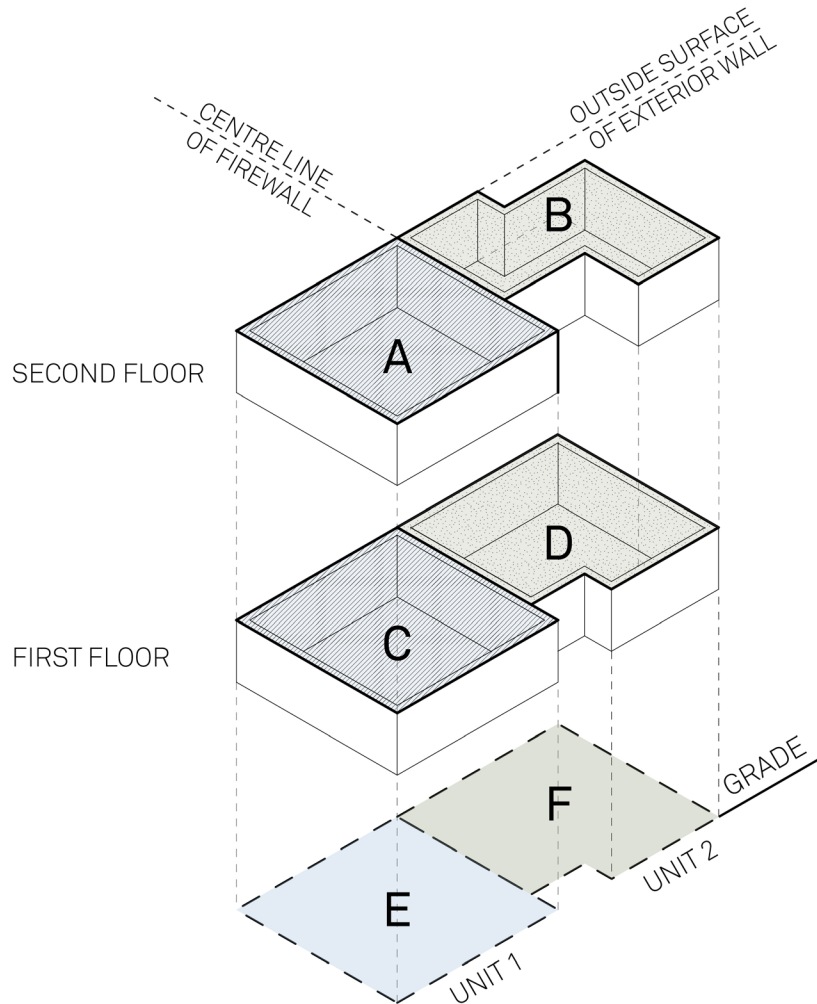 OUTSIDE SURFACE
OF EXTERIOR WALL
CENTRE LINE
OF FIREWALL
B
A
SECOND FLOOR
D
C
FIRST FLOOR
GRADE
F
UNIT 2
E
UNIT 1